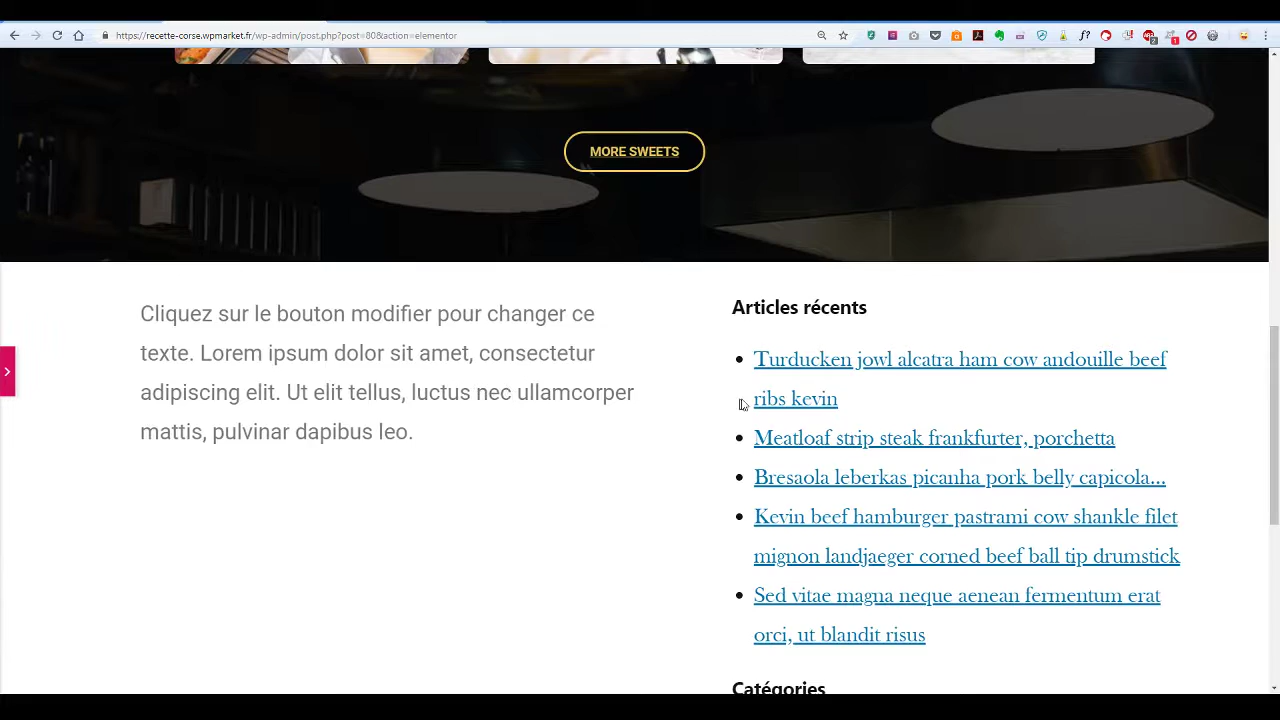 https://recette-corse.wpmarket.fr/wp-admin/post.php?post=80&action=elementor
MORE SWEETS
Cliquez sur le bouton modifier pour changer ce
texte. Lorem ipsum dolor sit amet, consectetur
adipiscing elit. Ut elit tellus, luctus nec ullamcorper
mattis, pulvinar dapibus leo.
Articles récents
Turducken jowl alcatra ham cow andouille beef
ribs kevin
Meatloaf strip steak frankfurter, porchetta
Bresaola leberkas picanha pork belly capicola...
Kevin beef hamburger pastrami cow shankle filet
mignon landjaeger corned beef ball tip drumstick
Sed vitae magna neque aenean fermentum erat
orci, ut blandit risus
Catégories